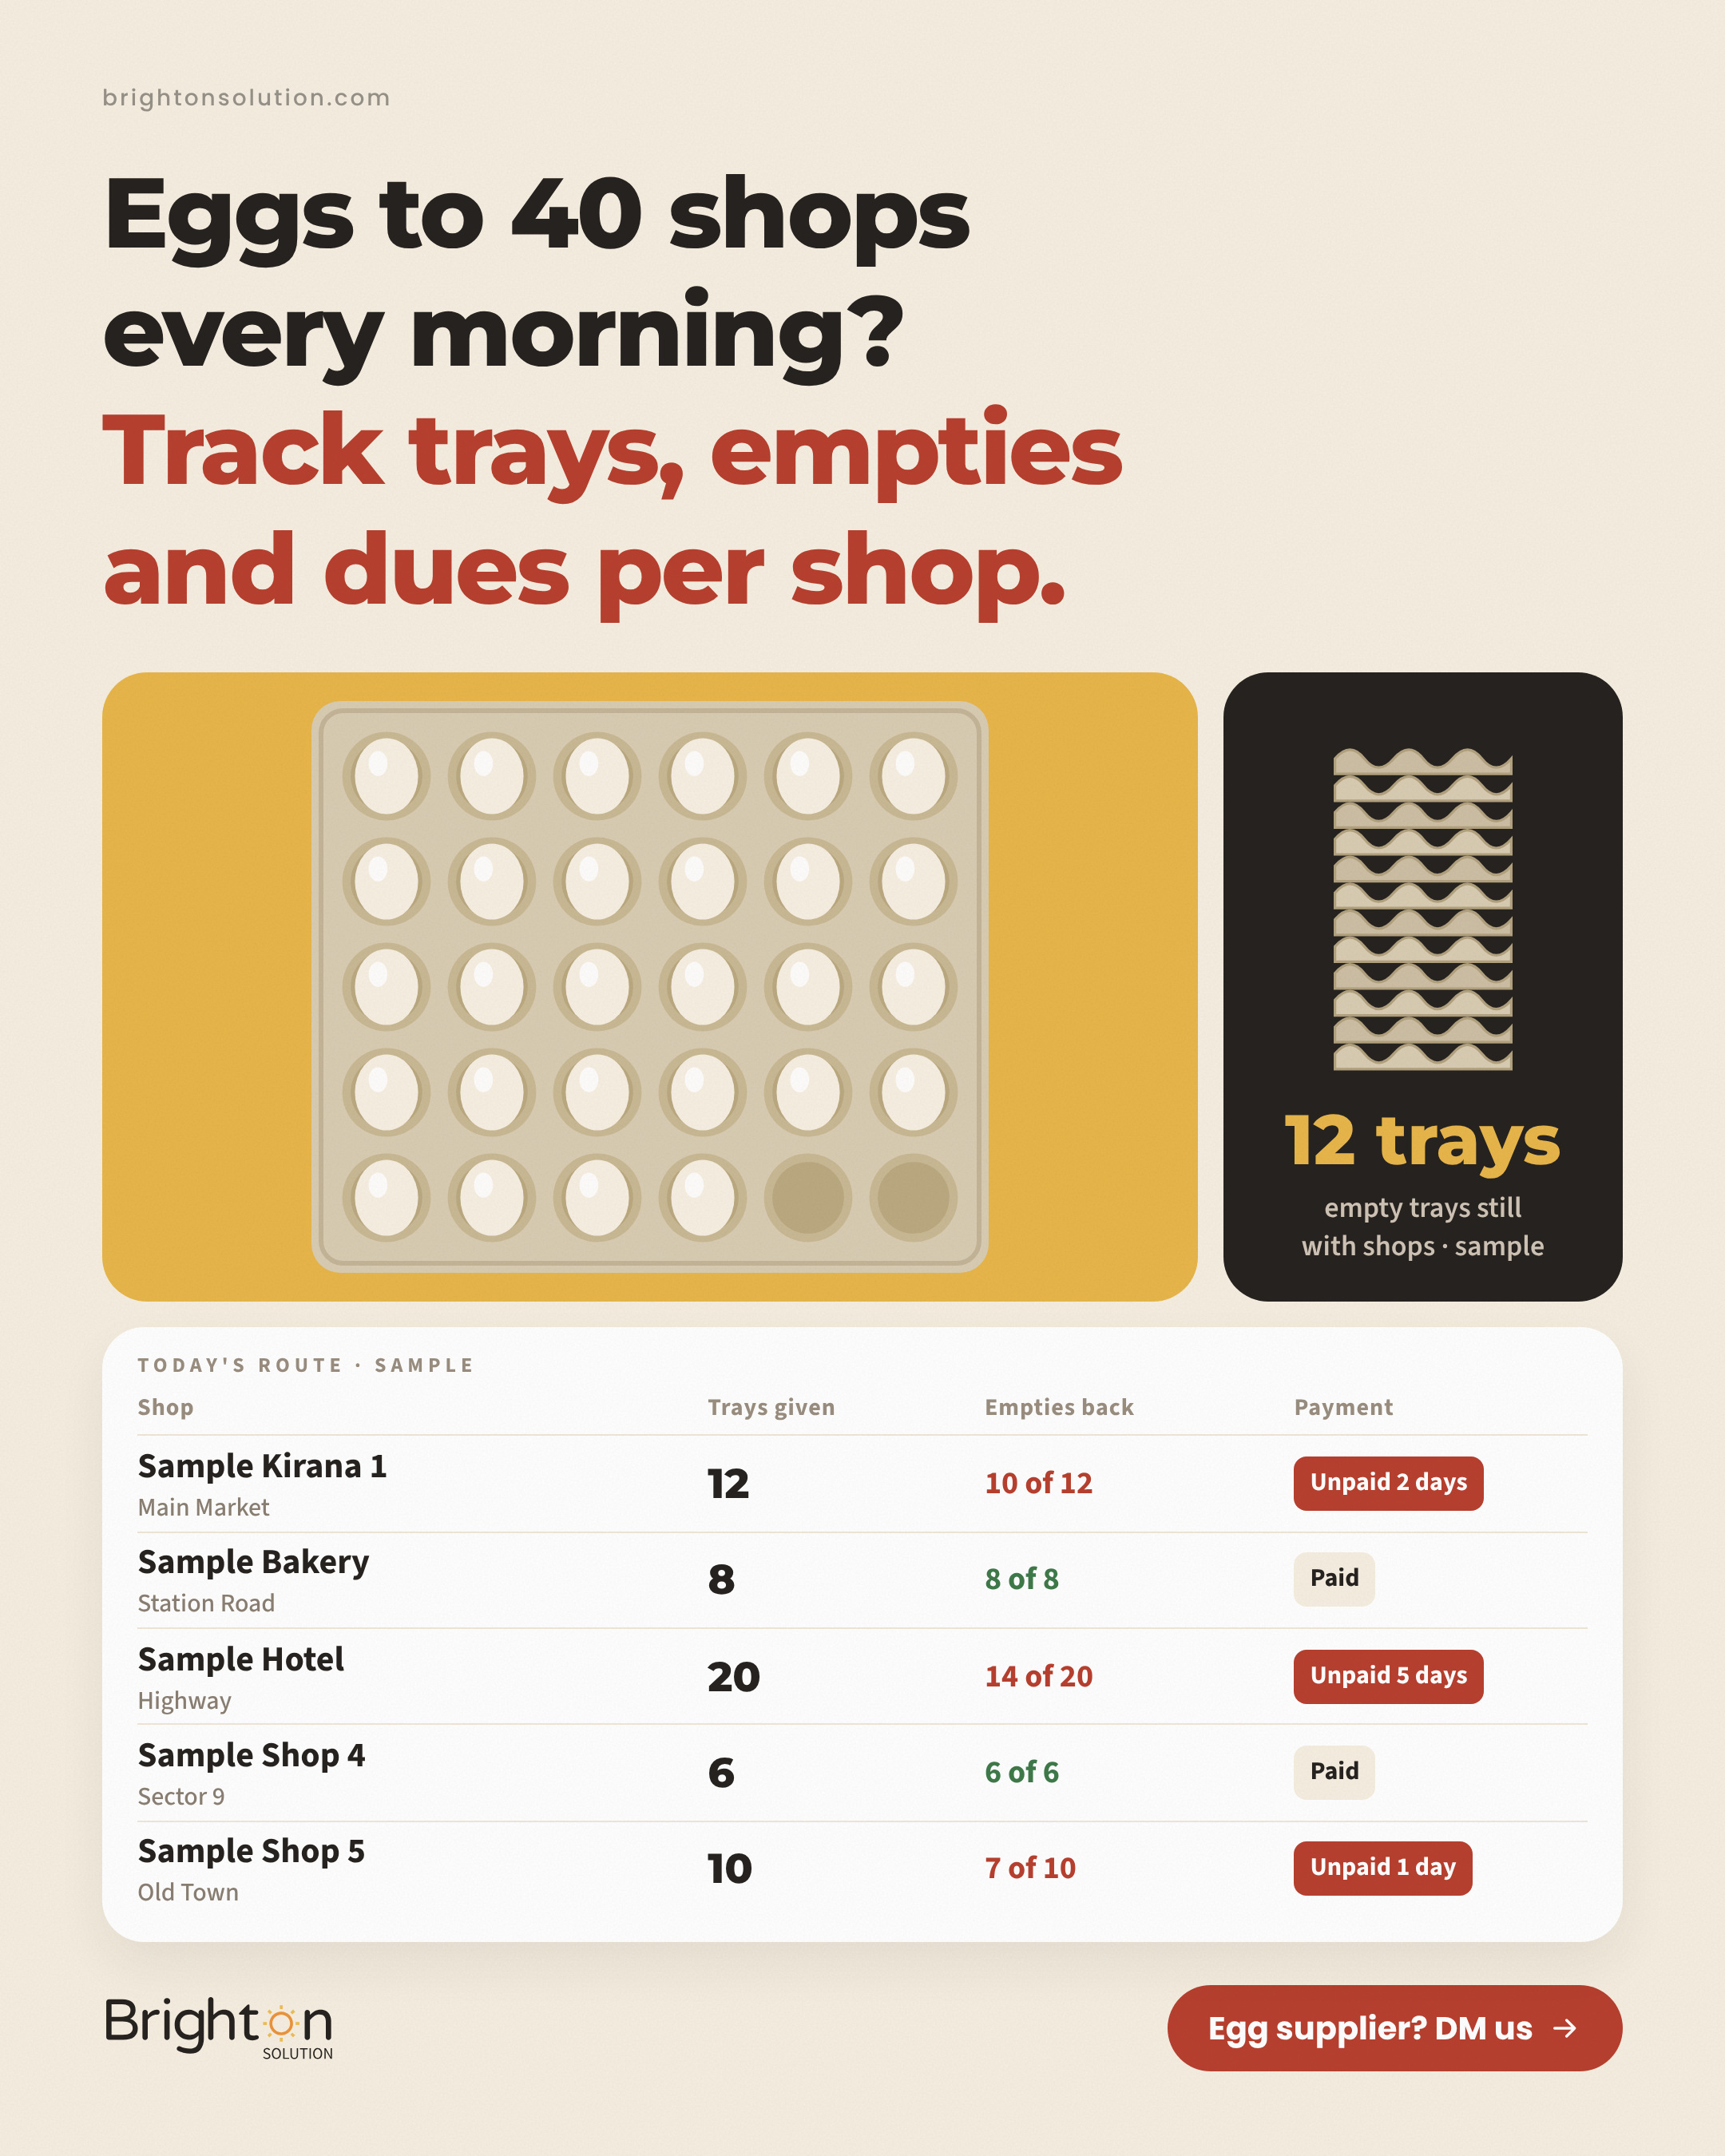 brightonsolution.com
Eggs to 40 shops
every morning?
Track trays, empties
and dues per shop.
12 trays
empty trays still
with shops · sample
TODAY'S ROUTE · SAMPLE
Shop Trays given Empties back Payment
Sample Kirana 1
Main Market
12 10 of 12 Unpaid 2 days
Sample Bakery
Station Road
8 8 of 8 Paid
Sample Hotel
Highway
20 14 of 20 Unpaid 5 days
Sample Shop 4
Sector 9
6 6 of 6 Paid
Sample Shop 5
Old Town
10 7 of 10 Unpaid 1 day
Brighton
SOLUTION
Egg supplier? DM us →